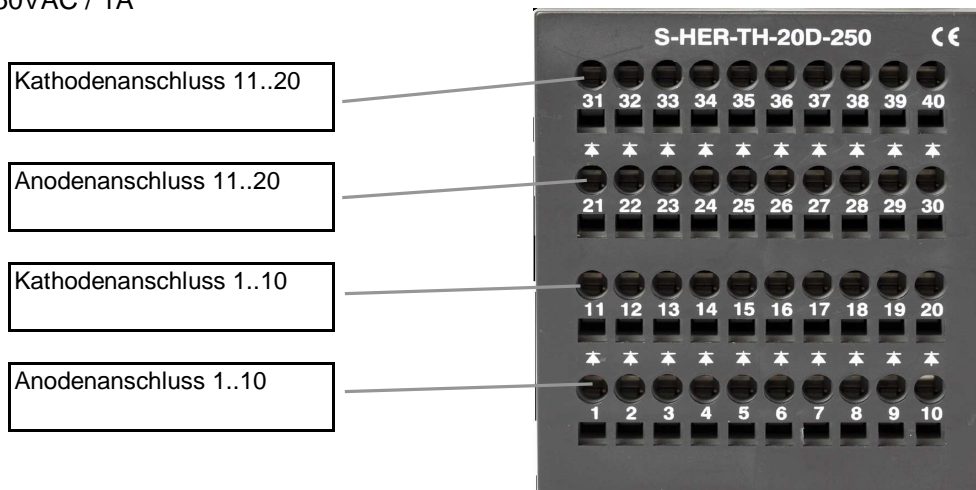 50VAC / 1A
S-HER-TH-20D-250 CE
Kathodenanschluss 11..20
31 32 33 34 35 36 37 38 39 40
Anodenanschluss 11..20
21 22 23 24 25 26 27 28 29 30
Kathodenanschluss 1..10
11 12 13 14 15 16 17 18 19 20
Anodenanschluss 1..10
1 2 3 4 5 6 7 8 9 10